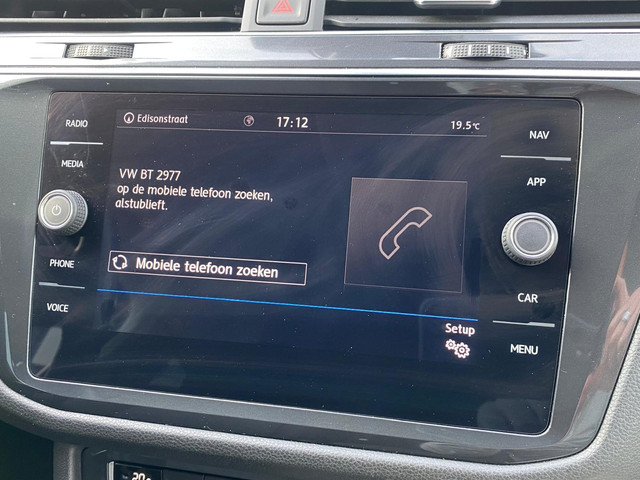 RADIO
MEDIA
PHONE
VOICE
Edisonstraat 17:12 19.5°C
VW BT 2977
op de mobiele telefoon zoeken,
alstublieft.
Mobiele telefoon zoeken
Setup
NAV
APP
CAR
MENU